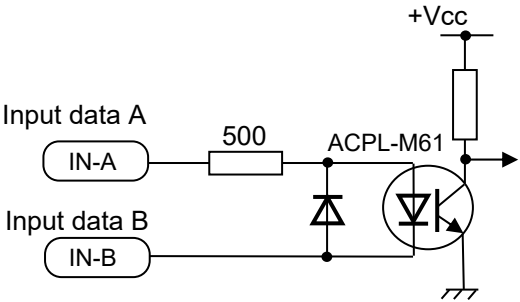 +Vcc
Input data A
500
ACPL-M61
IN-A
Input data B
IN-B